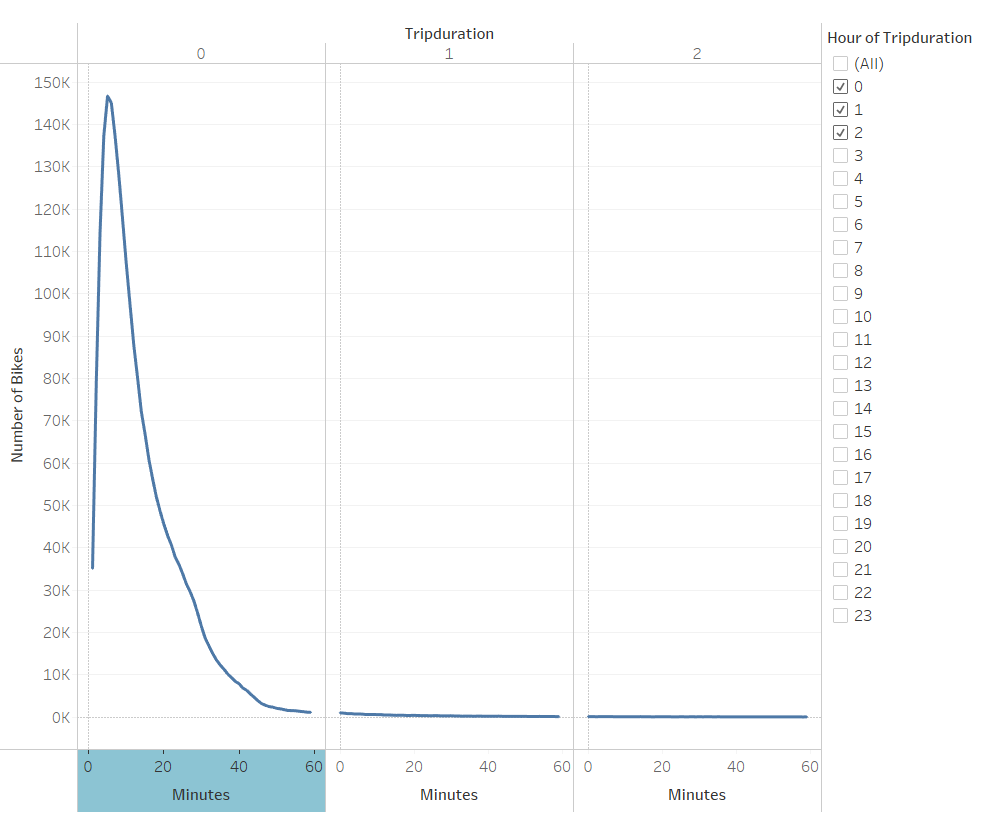 Tripduration
0 1 2
150K
140K
130K
120K
110K
100K
90K
80K
70K
60K
50K
40K
30K
20K
10K
0K
Number of Bikes
0 20 40 60 0 20 40 60 0 20 40 60
Minutes Minutes Minutes
Hour of Tripduration
(All)
0
1
2
3
4
5
6
7
8
9
10
11
12
13
14
15
16
17
18
19
20
21
22
23